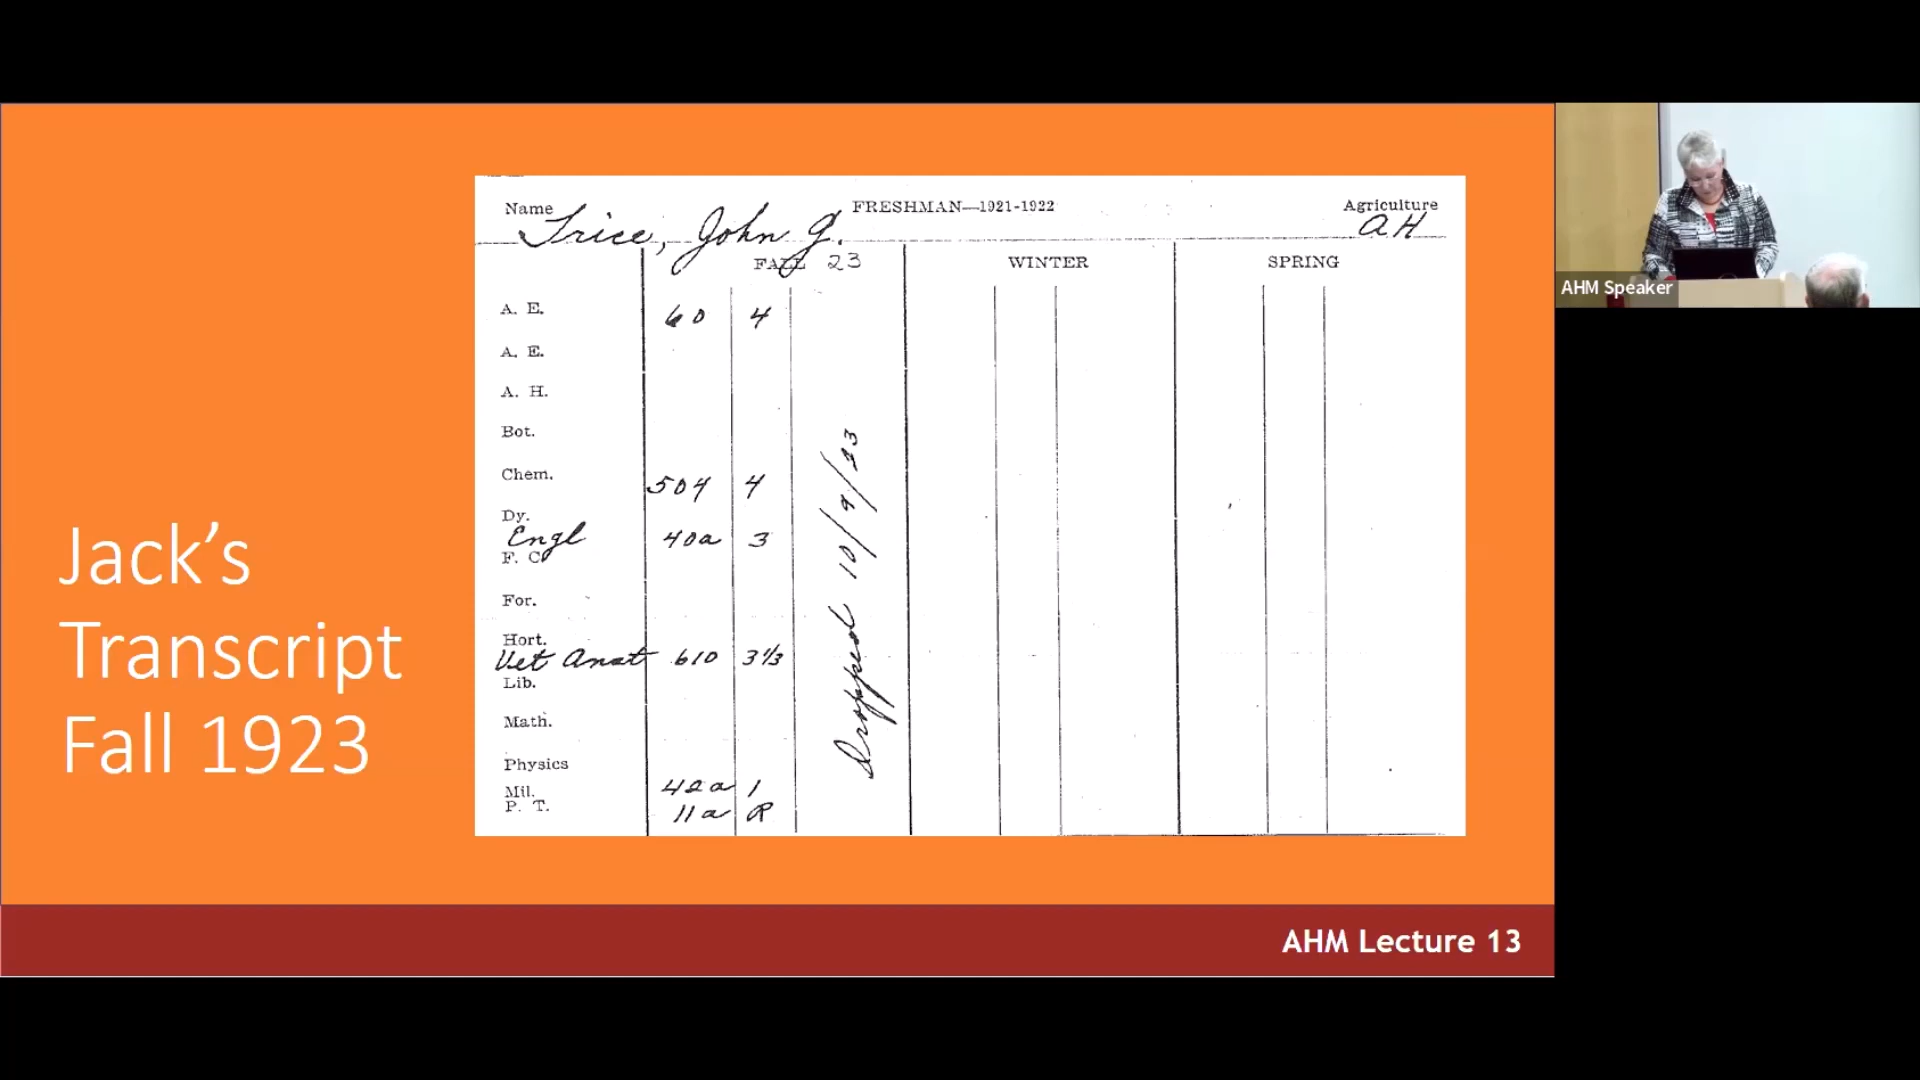 Jack's
Transcript
Fall 1923
Name Trice, John G. FRESHMAN—1921-1922 Agriculture
A H
FALL 23 WINTER SPRING
A. E. 60 4
A. E.
A. H.
Bot.
Chem. 504 4
Dy.
Engl 40a 3
F. C
For.
Hort.
Vet Anat 610 3 1/3
Lib.
Math.
Physics
Mil. 42a 1
P. T. 11a R
Dropped 10/9/23
AHM Lecture 13
AHM Speaker